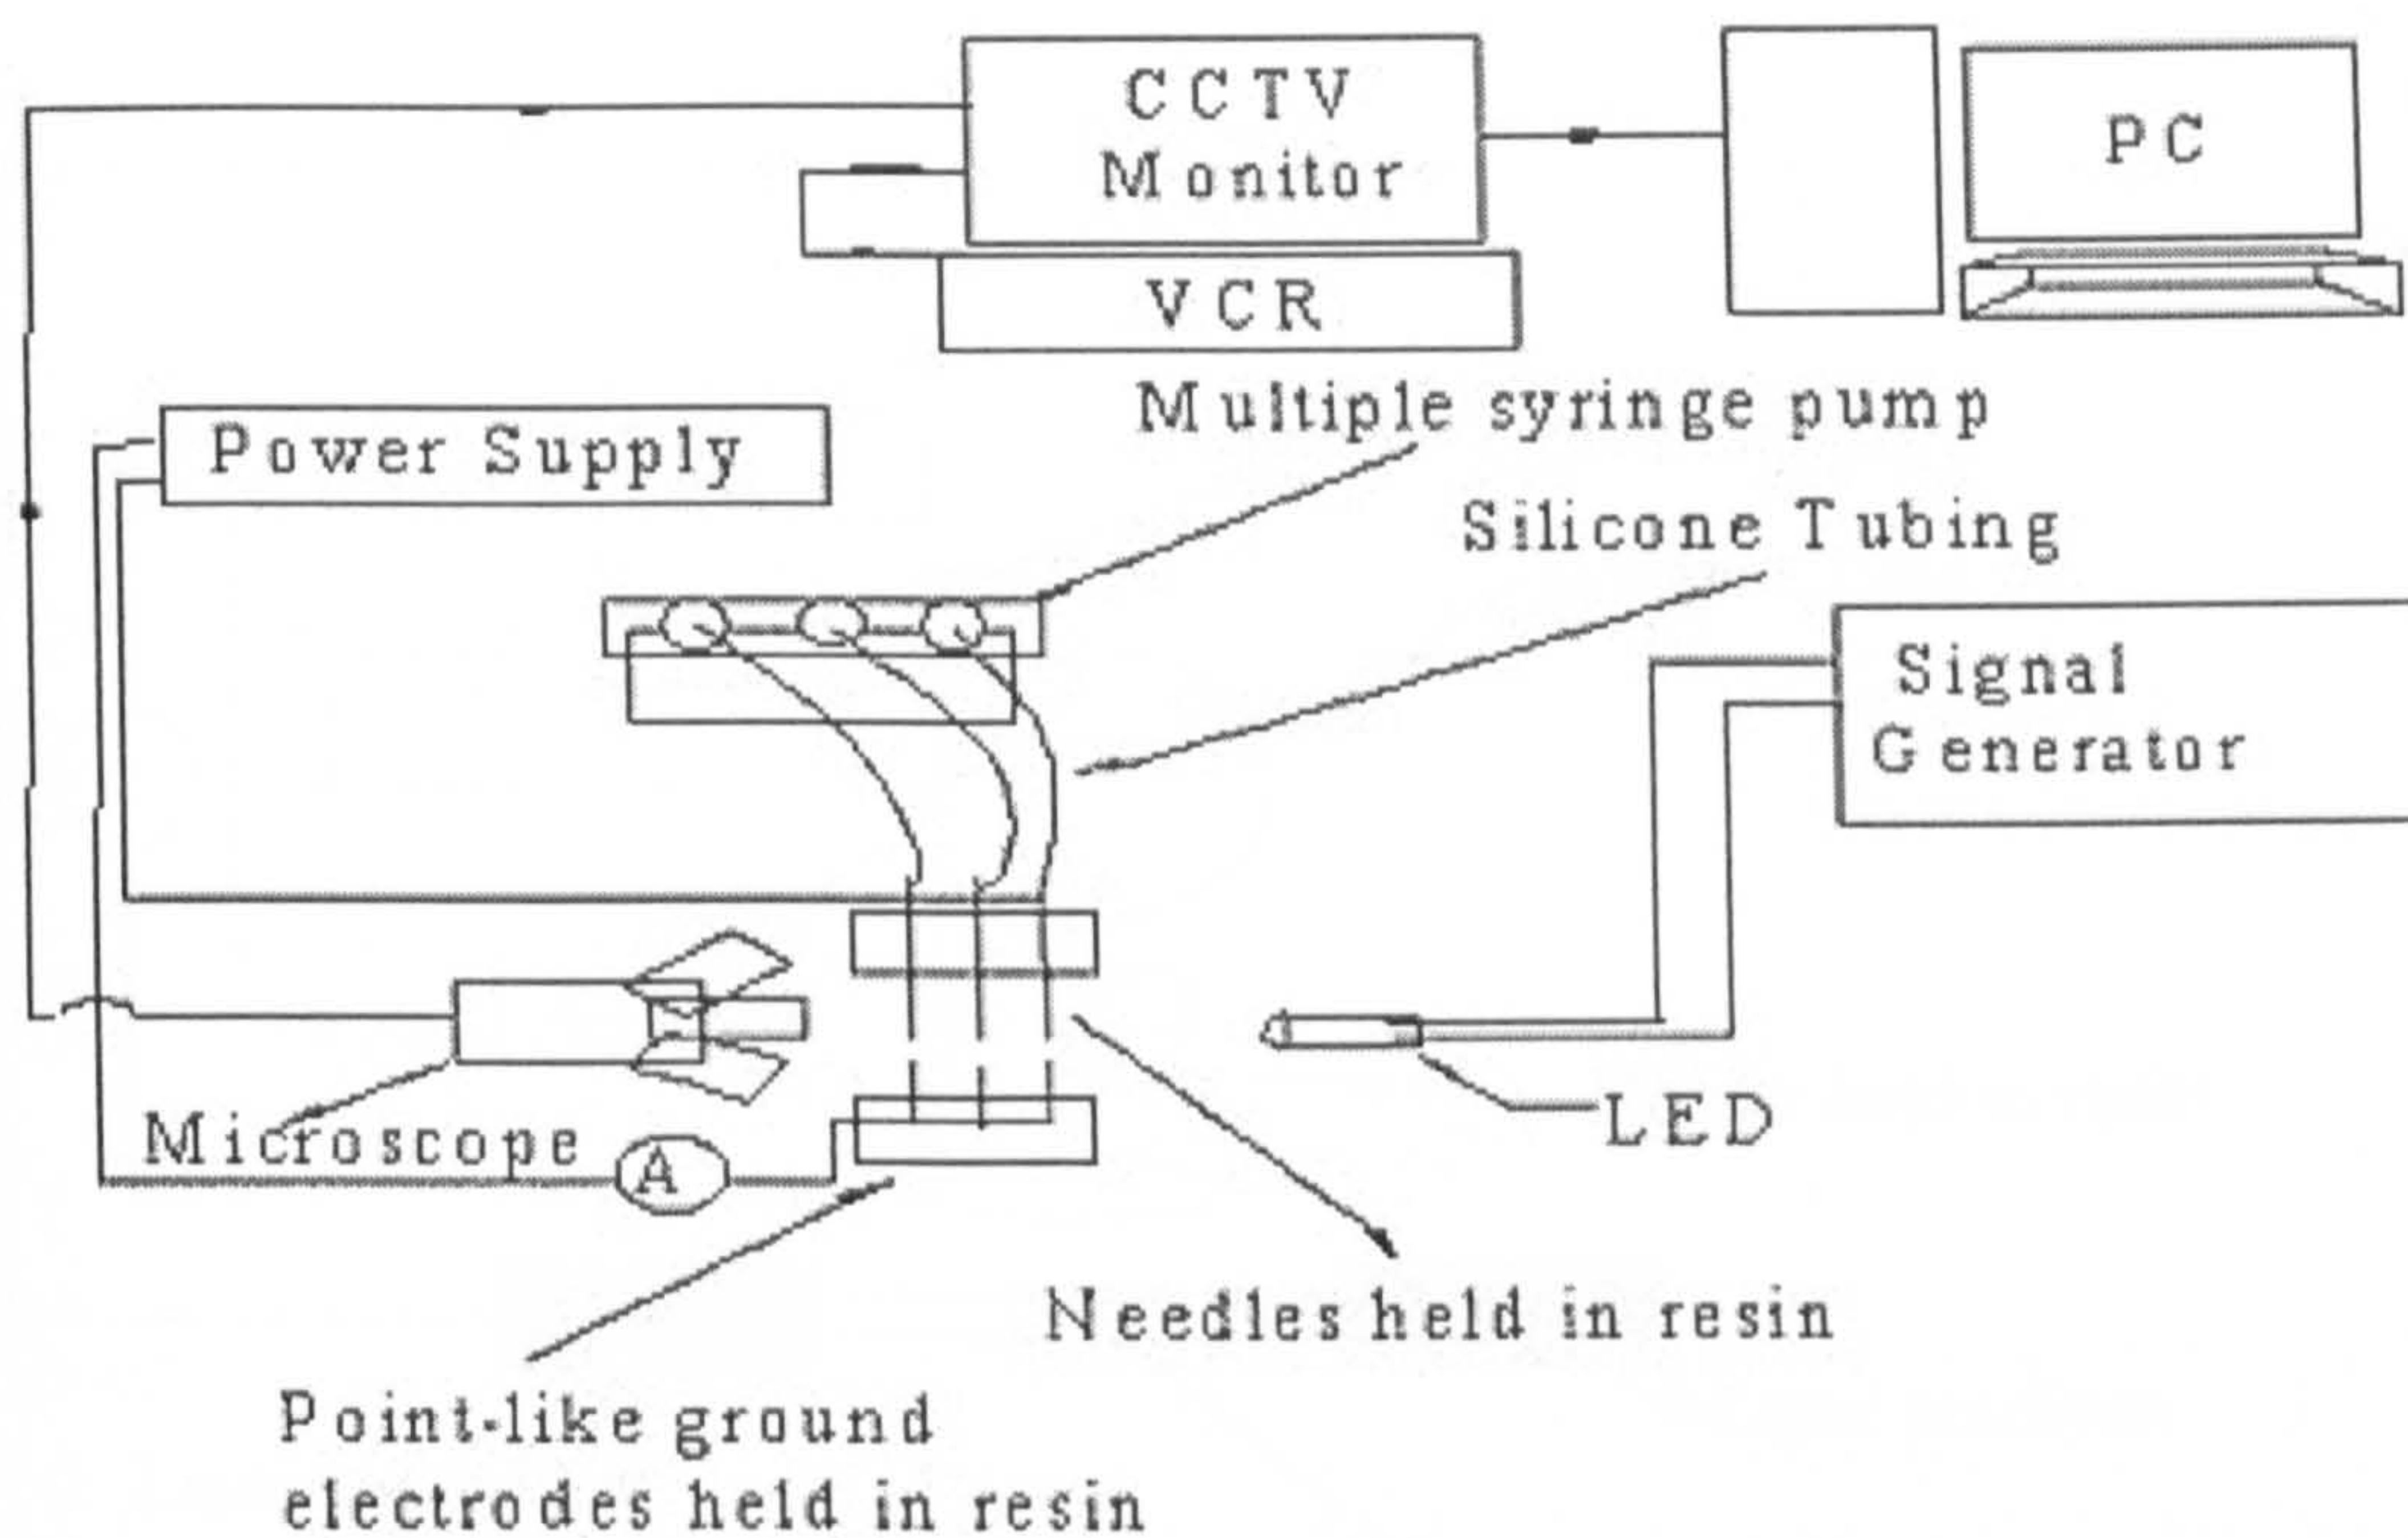 CCTV
Monitor
PC
VCR
Multiple syringe pump
Power Supply
Silicone Tubing
Signal
Generator
Microscope
LED
A
Needles held in resin
Point-like ground
electrodes held in resin